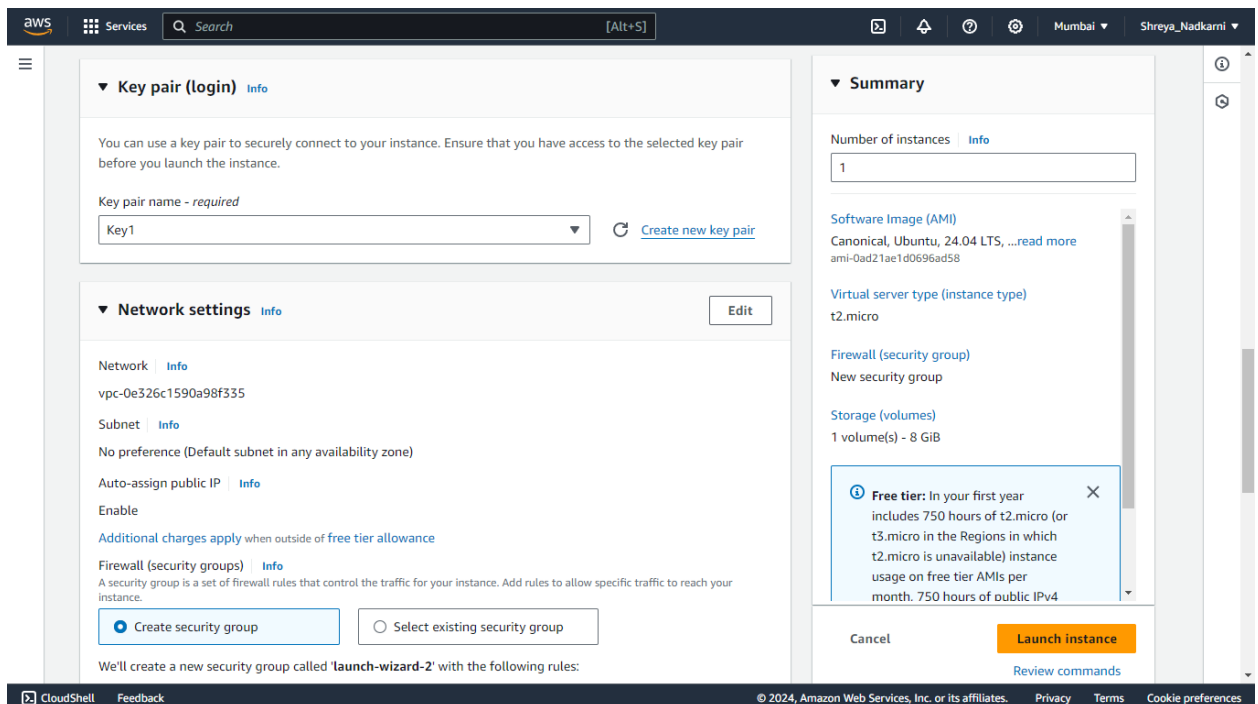 aws
Services
Search
[Alt+S]
Mumbai
Shreya_Nadkarni
Key pair (login) Info
You can use a key pair to securely connect to your instance. Ensure that you have access to the selected key pair
before you launch the instance.
Key pair name - required
Key1
Create new key pair
Network settings Info
Edit
Network Info
vpc-0e326c1590a98f335
Subnet Info
No preference (Default subnet in any availability zone)
Auto-assign public IP Info
Enable
Additional charges apply when outside of free tier allowance
Firewall (security groups) Info
A security group is a set of firewall rules that control the traffic for your instance. Add rules to allow specific traffic to reach your
instance.
Create security group
Select existing security group
We'll create a new security group called 'launch-wizard-2' with the following rules:
Summary
Number of instances Info
1
Software Image (AMI)
Canonical, Ubuntu, 24.04 LTS, ...read more
ami-0ad21ae1d0696ad58
Virtual server type (instance type)
t2.micro
Firewall (security group)
New security group
Storage (volumes)
1 volume(s) - 8 GiB
Free tier: In your first year
includes 750 hours of t2.micro (or
t3.micro in the Regions in which
t2.micro is unavailable) instance
usage on free tier AMIs per
month, 750 hours of public IPv4
Cancel
Launch instance
Review commands
CloudShell
Feedback
© 2024, Amazon Web Services, Inc. or its affiliates.
Privacy
Terms
Cookie preferences